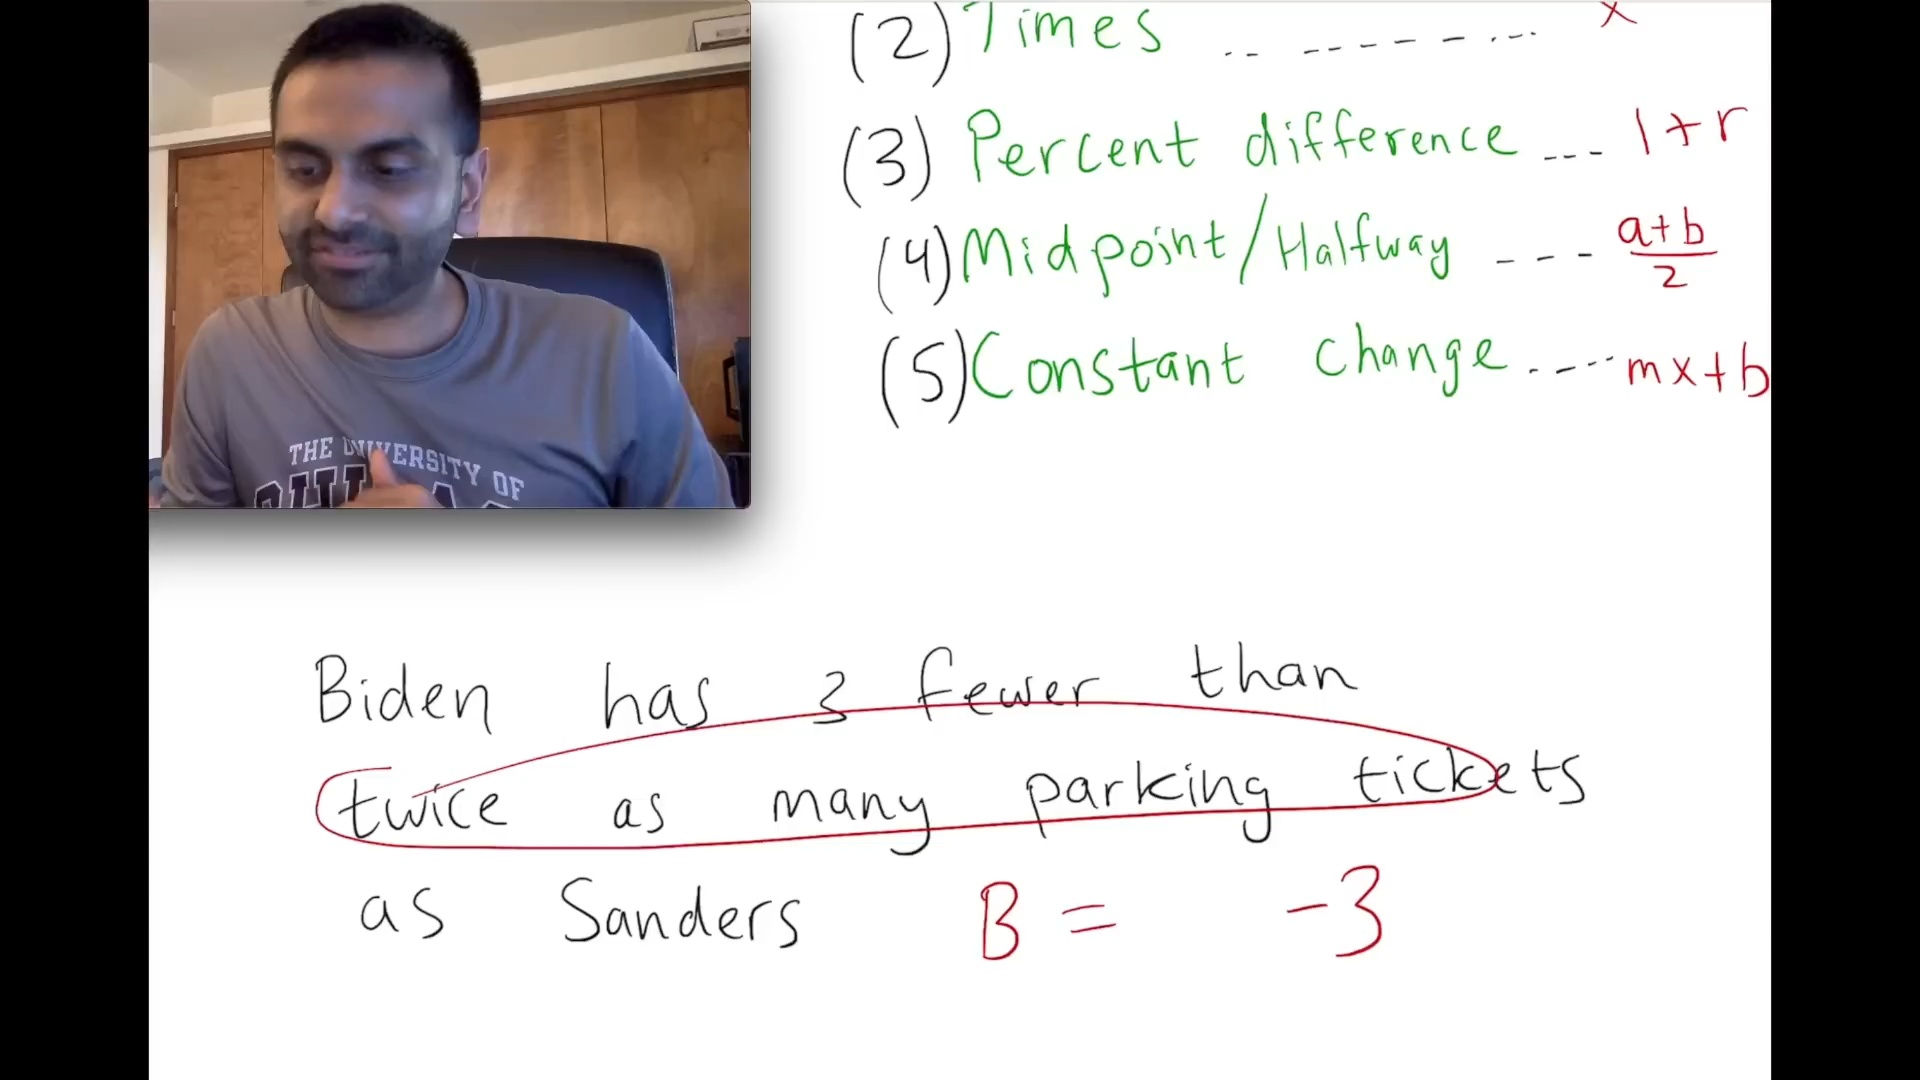 (2) Times .. ------... x
(3) Percent difference --- 1+r
(4) Midpoint/Halfway --- a+b/2
(5) Constant change ---- mx+b
THE UNIVERSITY OF
Biden has 3 fewer than
twice as many parking tickets
as Sanders B = -3